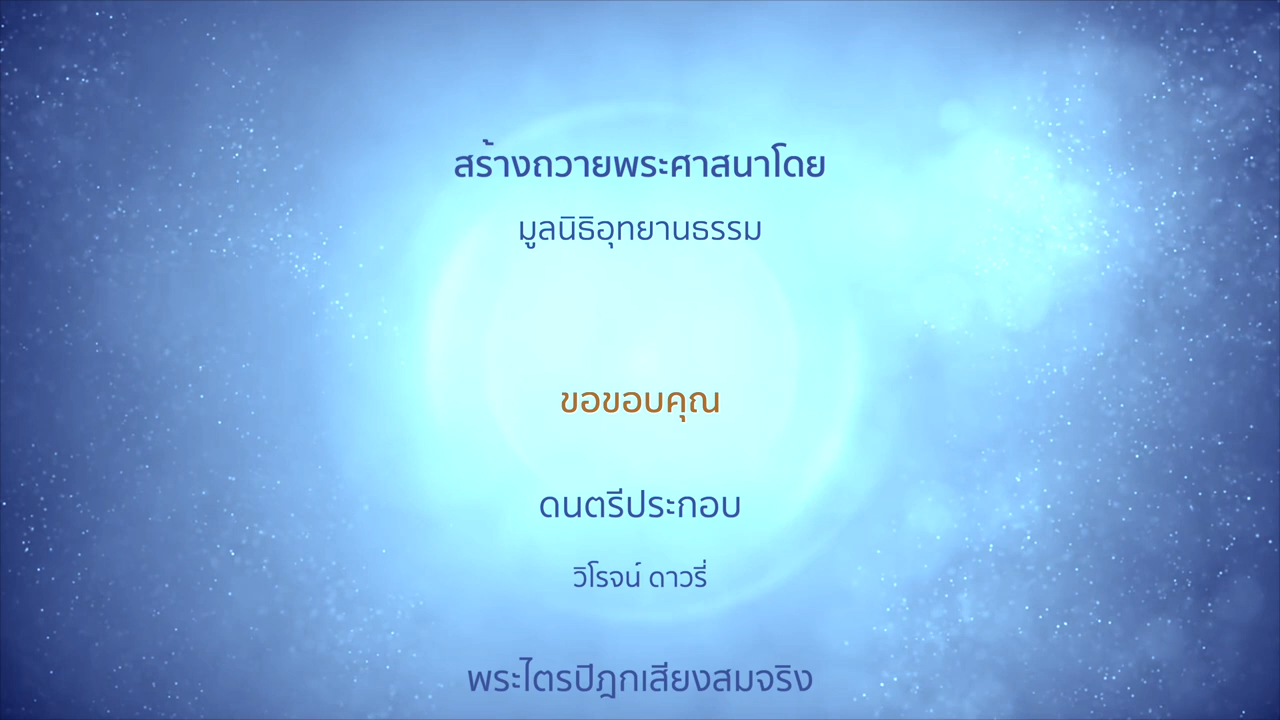 สร้างถวายพระศาสนาโดย
มูลนิธิอุทยานธรรม
ขอขอบคุณ
ดนตรีประกอบ
วิโรจน์ ดาวรี่
พระไตรปิฎกเสียงสมจริง